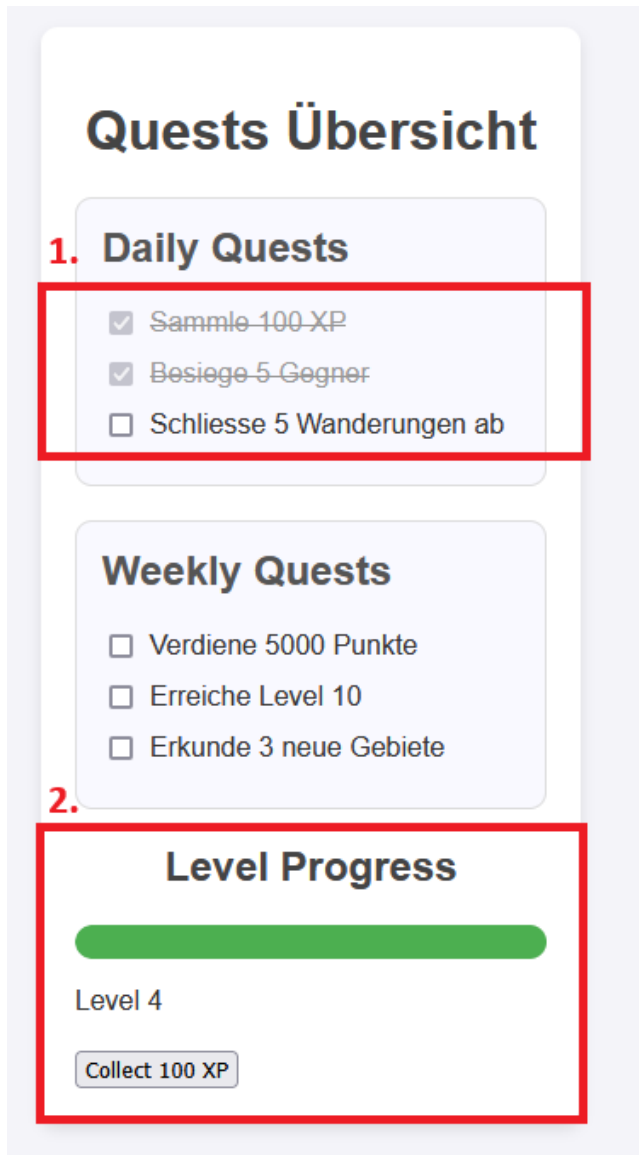 Quests Übersicht
1. Daily Quests
Sammle 100 XP
Besiege 5 Gegner
Schliesse 5 Wanderungen ab
Weekly Quests
Verdiene 5000 Punkte
Erreiche Level 10
Erkunde 3 neue Gebiete
2.
Level Progress
Level 4
Collect 100 XP